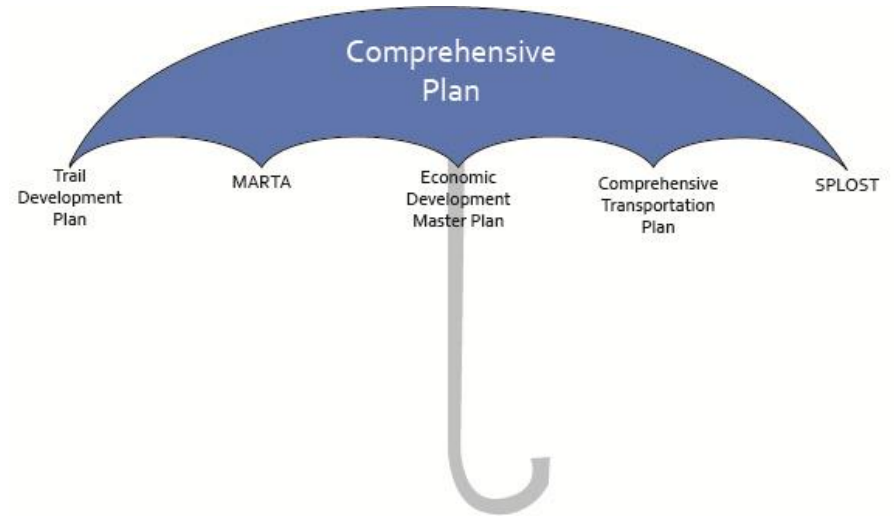 Comprehensive
Plan
Trail
Development
Plan
MARTA
Economic
Development
Master Plan
Comprehensive
Transportation
Plan
SPLOST